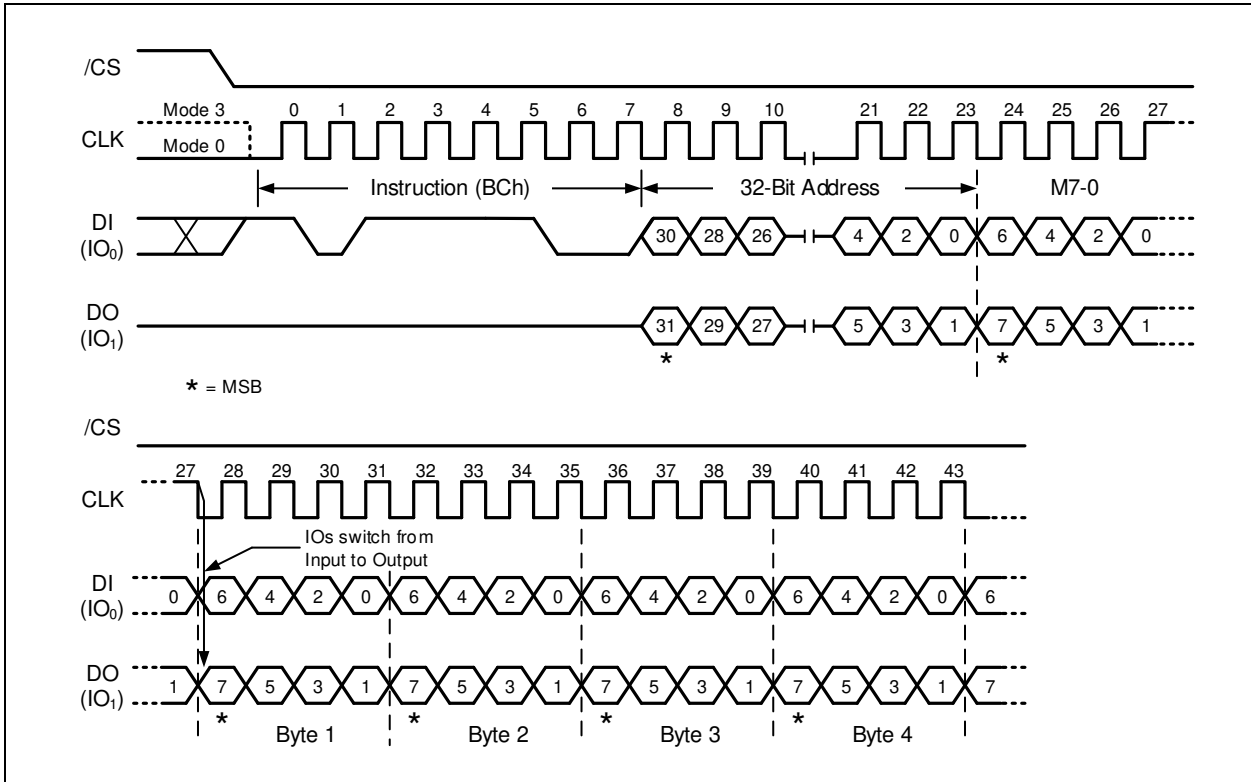 /CS
Mode 3 0 1 2 3 4 5 6 7 8 9 10 21 22 23 24 25 26 27
CLK
Mode 0
Instruction (BCh) 32-Bit Address M7-0
DI
(IO₀) 30 28 26 4 2 0 6 4 2 0
DO
(IO₁) 31 29 27 5 3 1 7 5 3 1
* *
* = MSB
/CS
27 28 29 30 31 32 33 34 35 36 37 38 39 40 41 42 43
CLK
IOs switch from
Input to Output
DI
(IO₀) 0 6 4 2 0 6 4 2 0 6 4 2 0 6 4 2 0 6
DO
(IO₁) 1 7 5 3 1 7 5 3 1 7 5 3 1 7 5 3 1 7
* * * *
Byte 1 Byte 2 Byte 3 Byte 4